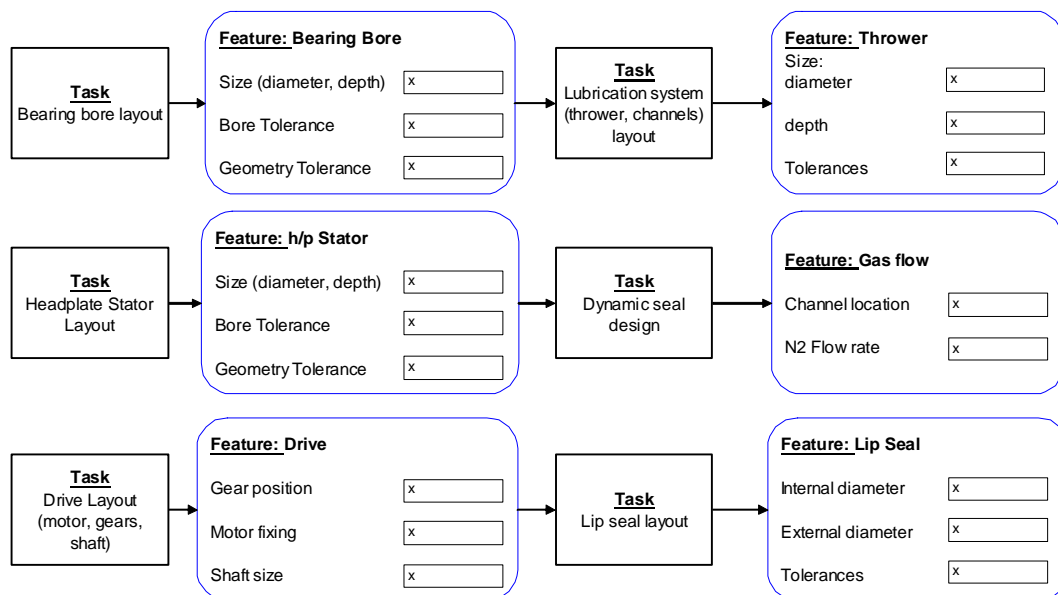 Task
Bearing bore layout
Feature: Bearing Bore
Size (diameter, depth)
x
Bore Tolerance
x
Geometry Tolerance
x
Task
Lubrication system
(thrower, channels)
layout
Feature: Thrower
Size:
diameter
x
depth
x
Tolerances
x
Task
Headplate Stator
Layout
Feature: h/p Stator
Size (diameter, depth)
x
Bore Tolerance
x
Geometry Tolerance
x
Task
Dynamic seal
design
Feature: Gas flow
Channel location
x
N2 Flow rate
x
Task
Drive Layout
(motor, gears,
shaft)
Feature: Drive
Gear position
x
Motor fixing
x
Shaft size
x
Task
Lip seal layout
Feature: Lip Seal
Internal diameter
x
External diameter
x
Tolerances
x